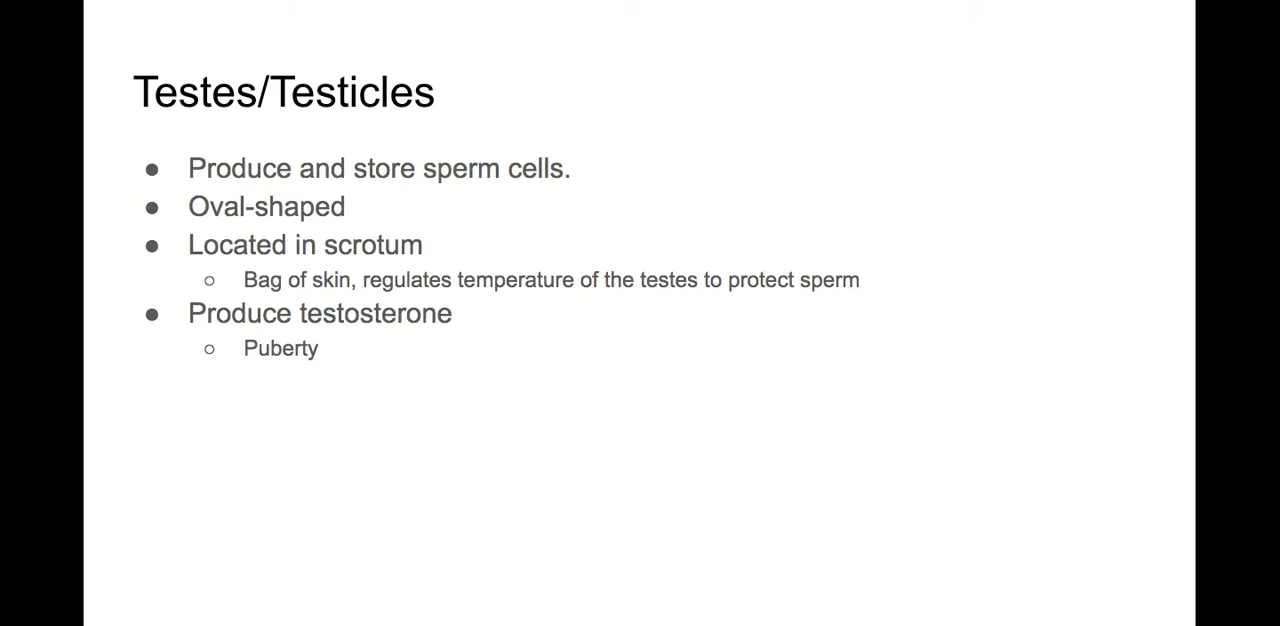 Testes/Testicles
● Produce and store sperm cells.
● Oval-shaped
● Located in scrotum
○ Bag of skin, regulates temperature of the testes to protect sperm
● Produce testosterone
○ Puberty